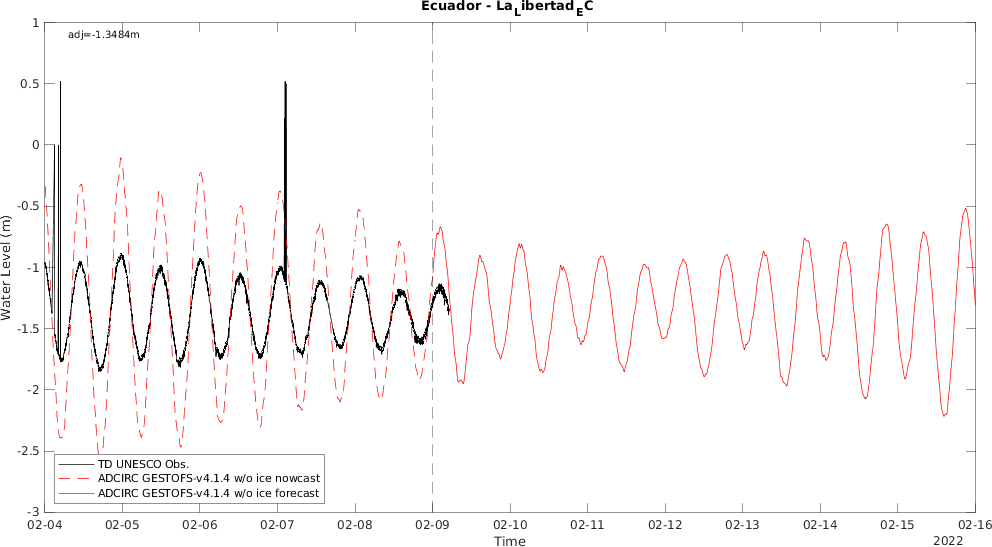 Ecuador - LaLibertadEC
adj=-1.3484m
1
0.5
0
-0.5
-1
-1.5
-2
-2.5
-3
Water Level (m)
TD UNESCO Obs.
ADCIRC GESTOFS-v4.1.4 w/o ice nowcast
ADCIRC GESTOFS-v4.1.4 w/o ice forecast
02-04 02-05 02-06 02-07 02-08 02-09 02-10 02-11 02-12 02-13 02-14 02-15 02-16
Time
2022